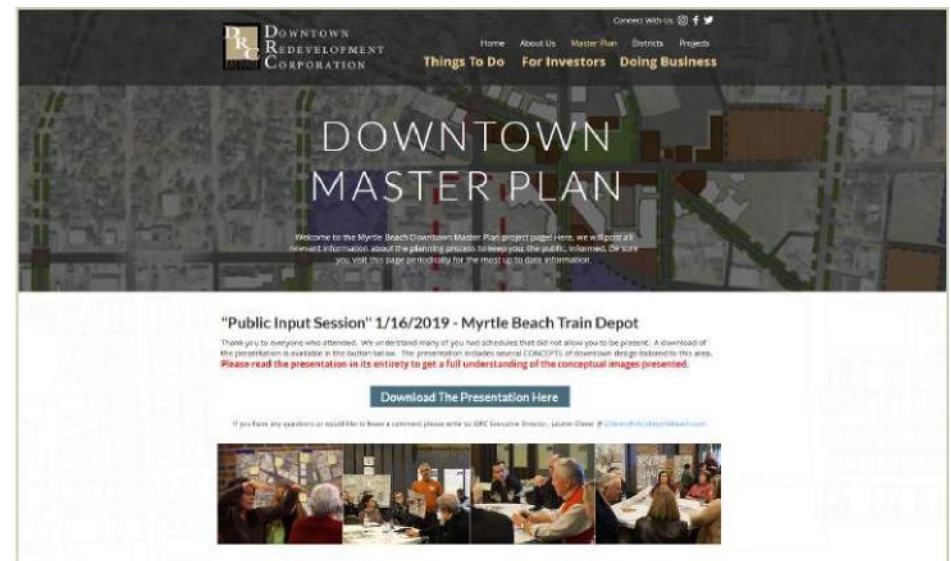 DRC
DOWNTOWN
REDEVELOPMENT
CORPORATION
Connect With Us
Home About Us Master Plan Districts Projects
Things To Do For Investors Doing Business
DOWNTOWN
MASTER PLAN
Welcome to the Myrtle Beach Downtown Master Plan project page! Here, we will post all
relevant information about the planning process to keep you, the public, informed. Be sure
you visit this page periodically for the most up to date information.
"Public Input Session" 1/16/2019 - Myrtle Beach Train Depot
Thank you to everyone who attended. We understand many of you had schedules that did not allow you to be present. A download of
the presentation is available in the button below. The presentation includes several CONCEPTS of downtown design tailored to this area.
Please read the presentation in its entirety to get a full understanding of the conceptual images presented.
Download The Presentation Here
If you have any questions or would like to leave a comment please write to: DRC Executive Director, Lauren Clever @